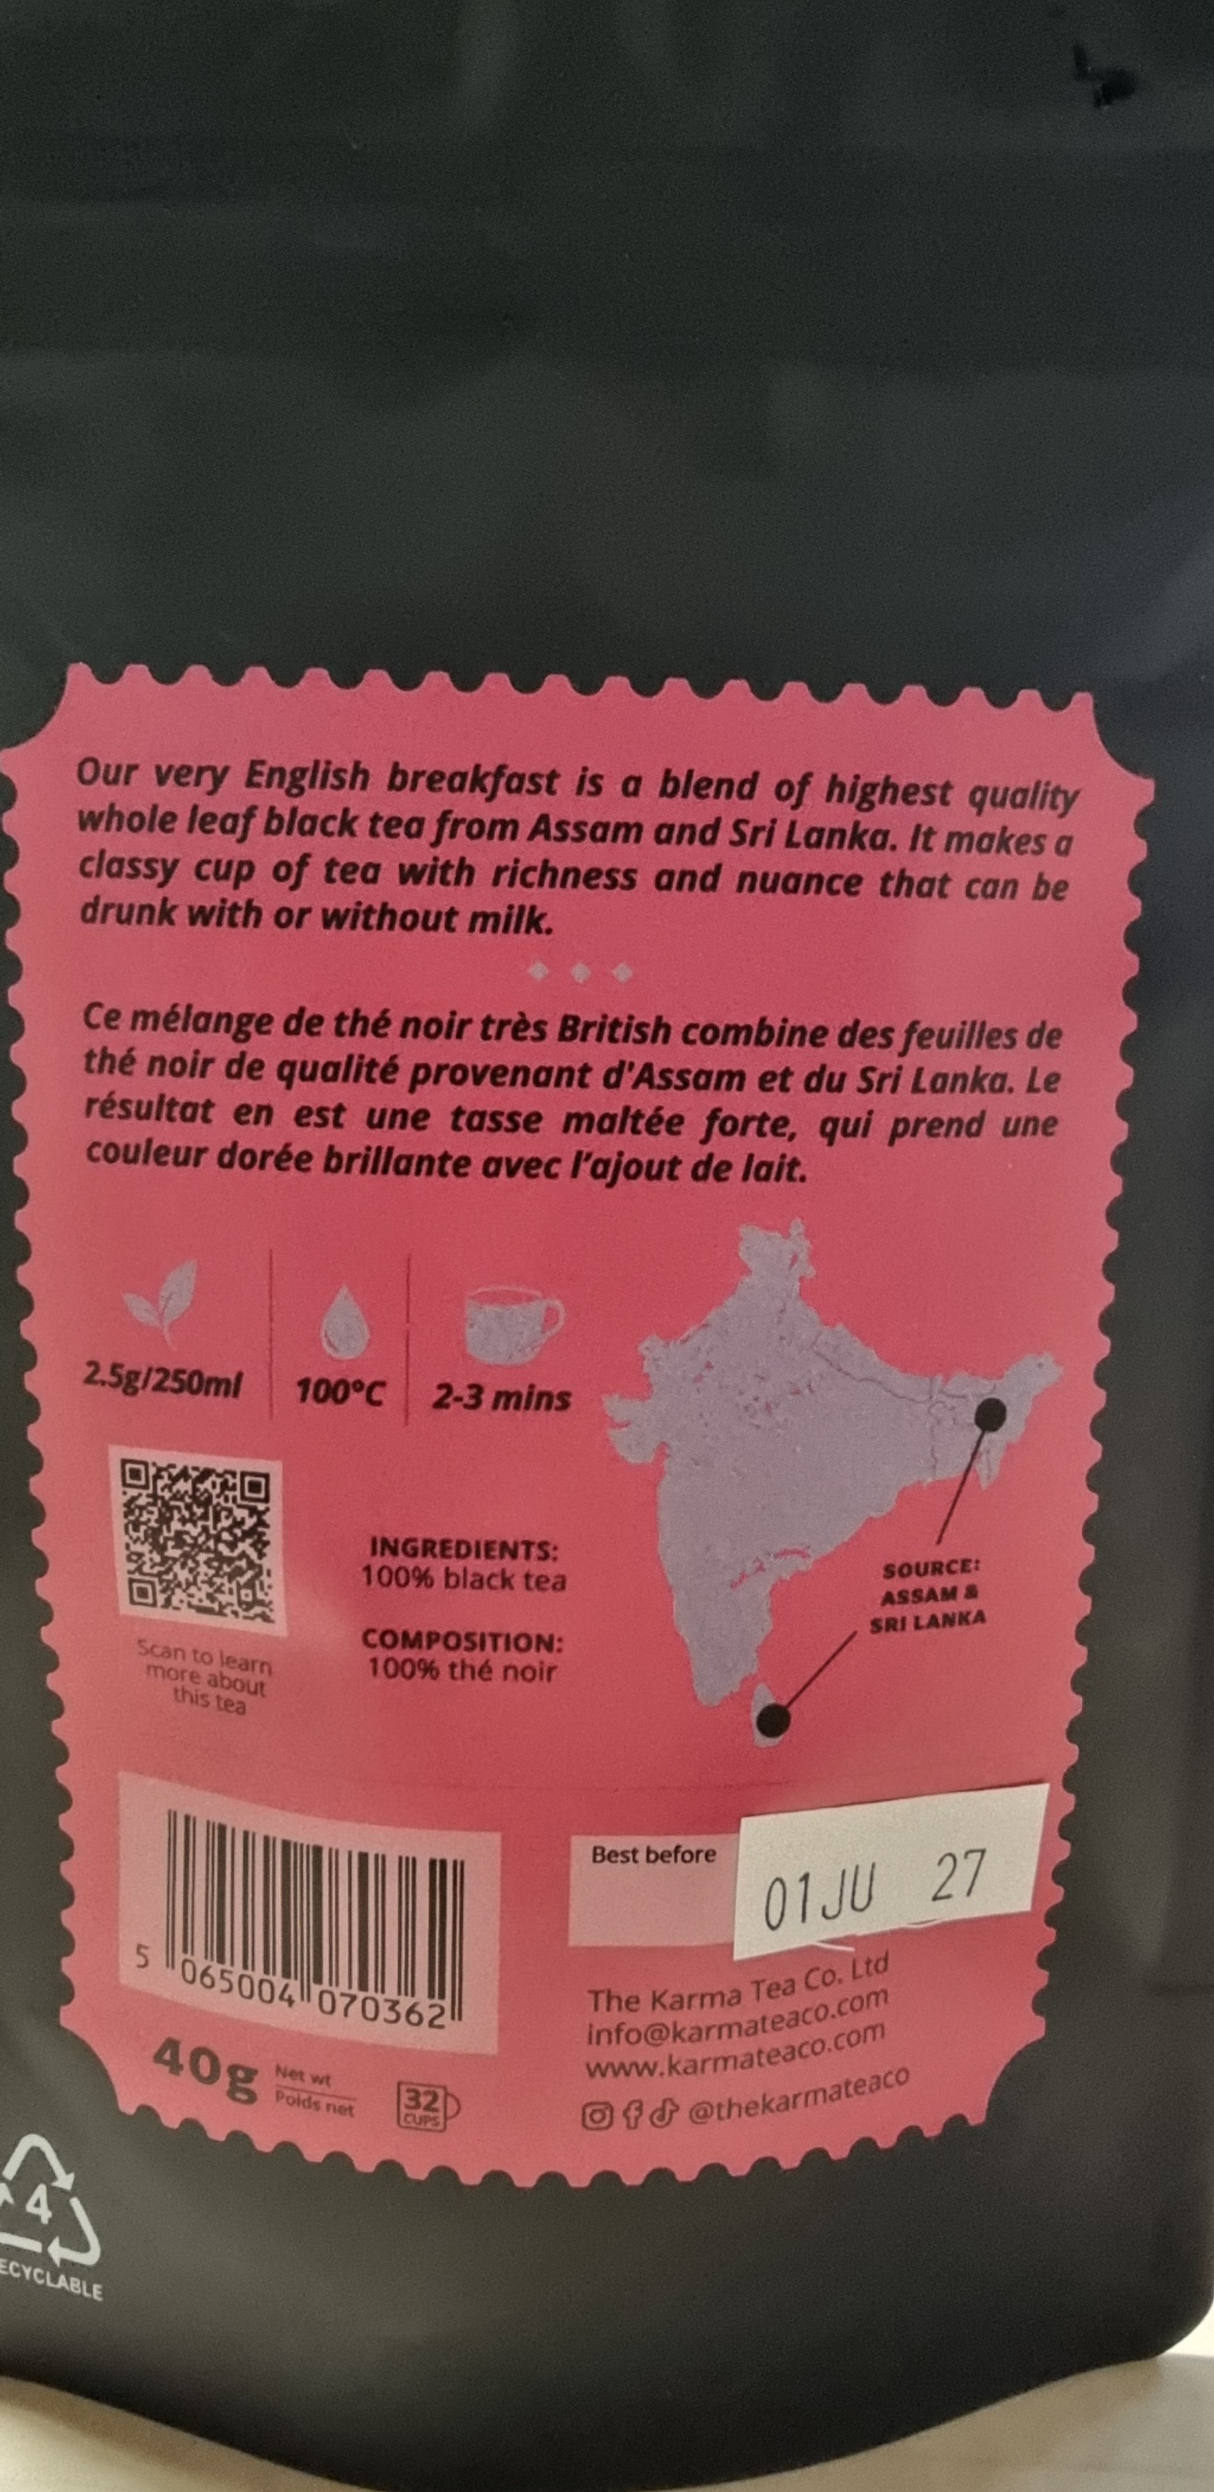 Our very English breakfast is a blend of highest quality
whole leaf black tea from Assam and Sri Lanka. It makes a
classy cup of tea with richness and nuance that can be
drunk with or without milk.
Ce mélange de thé noir très British combine des feuilles de
thé noir de qualité provenant d'Assam et du Sri Lanka. Le
résultat en est une tasse maltée forte, qui prend une
couleur dorée brillante avec l’ajout de lait.
2.5g/250ml
100°C
2-3 mins
INGREDIENTS:
100% black tea
COMPOSITION:
100% thé noir
SOURCE:
ASSAM &
SRI LANKA
Scan to learn
more about
this tea
5 065004 070362
Best before
01 JU 27
The Karma Tea Co. Ltd
info@karmateaco.com
www.karmateaco.com
@thekarmateaco
40g
Net wt
Poids net
32
CUPS
4
ECYCLABLE